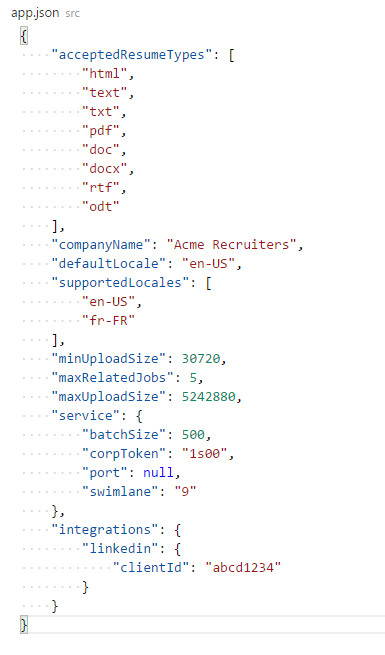 app.json src
{
    "acceptedResumeTypes": [
        "html",
        "text",
        "txt",
        "pdf",
        "doc",
        "docx",
        "rtf",
        "odt"
    ],
    "companyName": "Acme Recruiters",
    "defaultLocale": "en-US",
    "supportedLocales": [
        "en-US",
        "fr-FR"
    ],
    "minUploadSize": 30720,
    "maxRelatedJobs": 5,
    "maxUploadSize": 5242880,
    "service": {
        "batchSize": 500,
        "corpToken": "1s00",
        "port": null,
        "swimlane": "9"
    },
    "integrations": {
        "linkedin": {
            "clientId": "abcd1234"
        }
    }
}